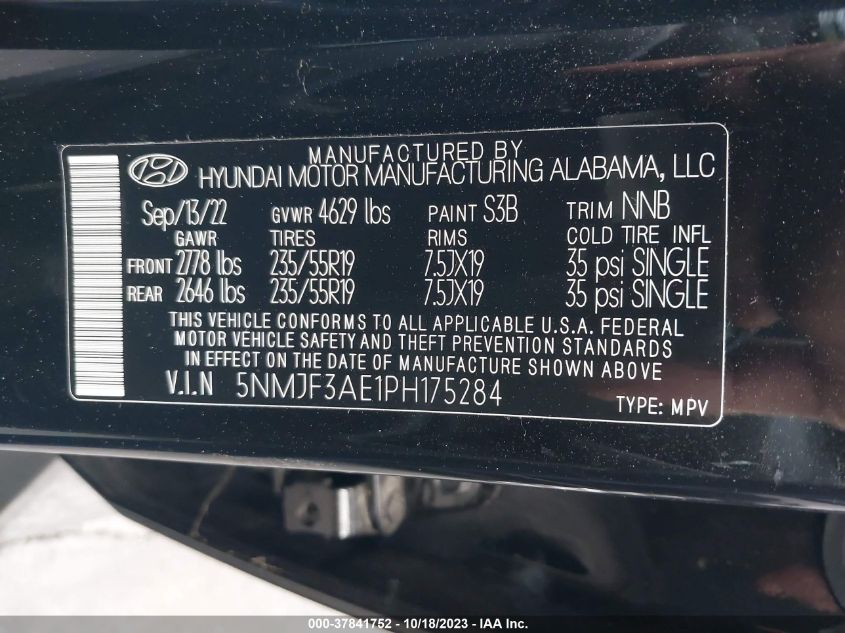 MANUFACTURED BY
HYUNDAI MOTOR MANUFACTURING ALABAMA, LLC
Sep/13/22 GVWR 4629 lbs PAINT S3B TRIM NNB
GAWR TIRES RIMS COLD TIRE INFL
FRONT 2778 lbs 235/55R19 7.5JX19 35 psi SINGLE
REAR 2646 lbs 235/55R19 7.5JX19 35 psi SINGLE
THIS VEHICLE CONFORMS TO ALL APPLICABLE U.S.A. FEDERAL
MOTOR VEHICLE SAFETY AND THEFT PREVENTION STANDARDS
IN EFFECT ON THE DATE OF MANUFACTURE SHOWN ABOVE
V.I.N 5NMJF3AE1PH175284
TYPE: MPV
000-37841752 - 10/18/2023 - IAAI.com